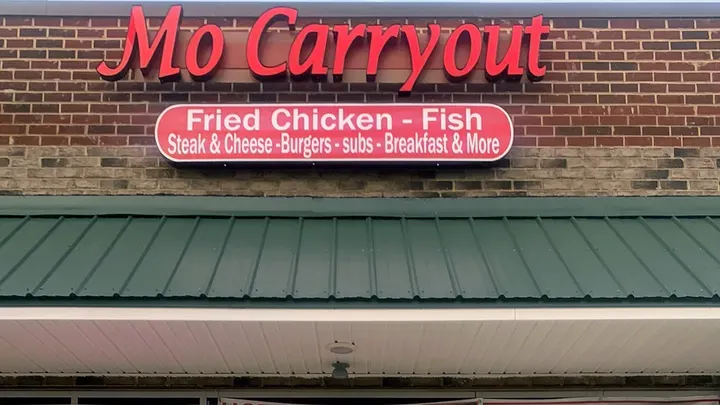 Mo Carryout
Fried Chicken - Fish
Steak & Cheese -Burgers - subs - Breakfast & More